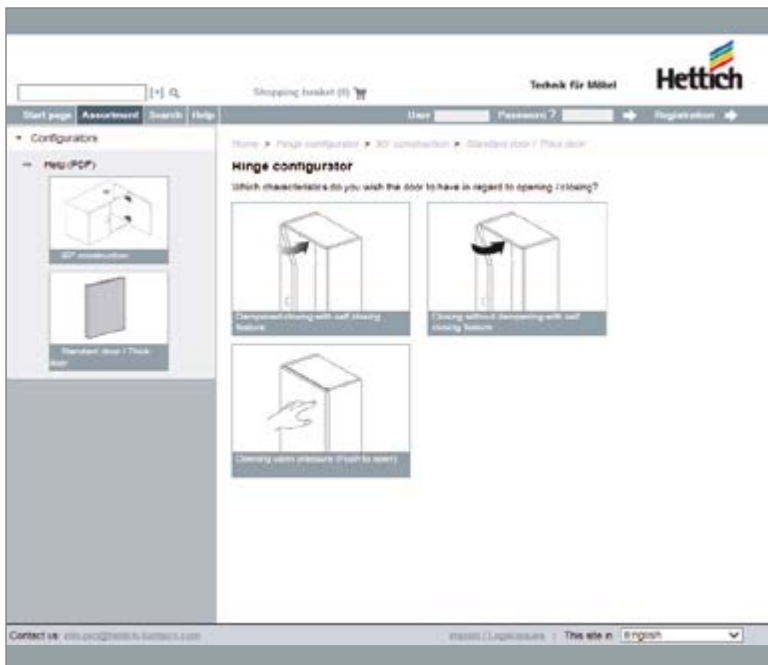 Technik für Möbel
Hettich
[+]
Shopping basket (0)
Start page Assortment Search Help User Password ? Registration
Configurators
Help (PDF)
construction
Standard door / Thick door
Home > Hinge configurator > construction > Standard door / Thick door
Hinge configurator
Which characteristics do you wish the door to have in regard to opening / closing?
Dampened closing with self closing
feature
Closing without dampening with self
closing feature
Opening upon pressure (Push to open)
Contact us:
Imprint / Legal issues | This site in English